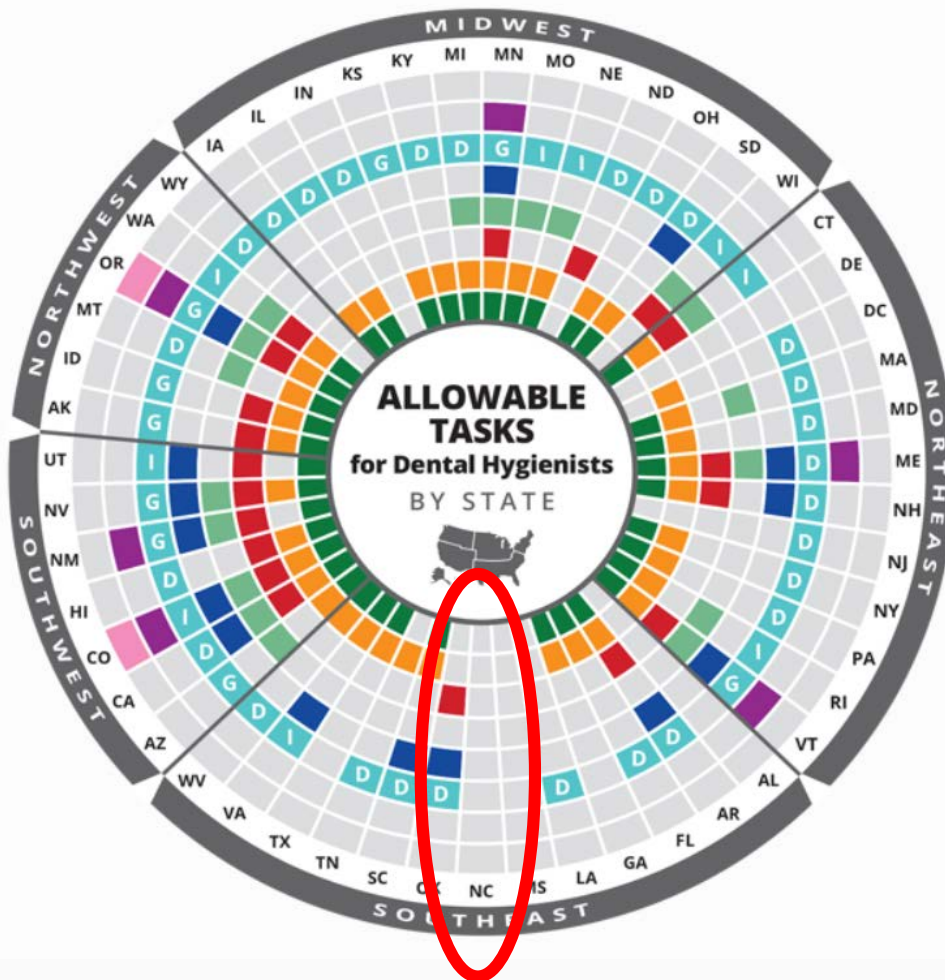 MIDWEST
IA
IL
IN
KS
KY
MI
MN
MO
NE
ND
OH
SD
WI
D
D
D
G
D
D
G
I
I
D
D
D
I
I
NORTHEAST
CT
DE
DC
MA
MD
ME
NH
NJ
NY
PA
RI
VT
D
D
D
D
D
D
D
D
I
G
SOUTHEAST
AL
AR
FL
GA
LA
MS
NC
OK
SC
TN
TX
VA
WV
D
D
D
D
D
D
I
D
SOUTHWEST
AZ
CA
CO
HI
NM
NV
UT
G
D
I
D
G
G
I
NORTHWEST
AK
ID
MT
OR
WA
WY
G
G
D
G
I
D
ALLOWABLE
TASKS
for Dental Hygienists
BY STATE